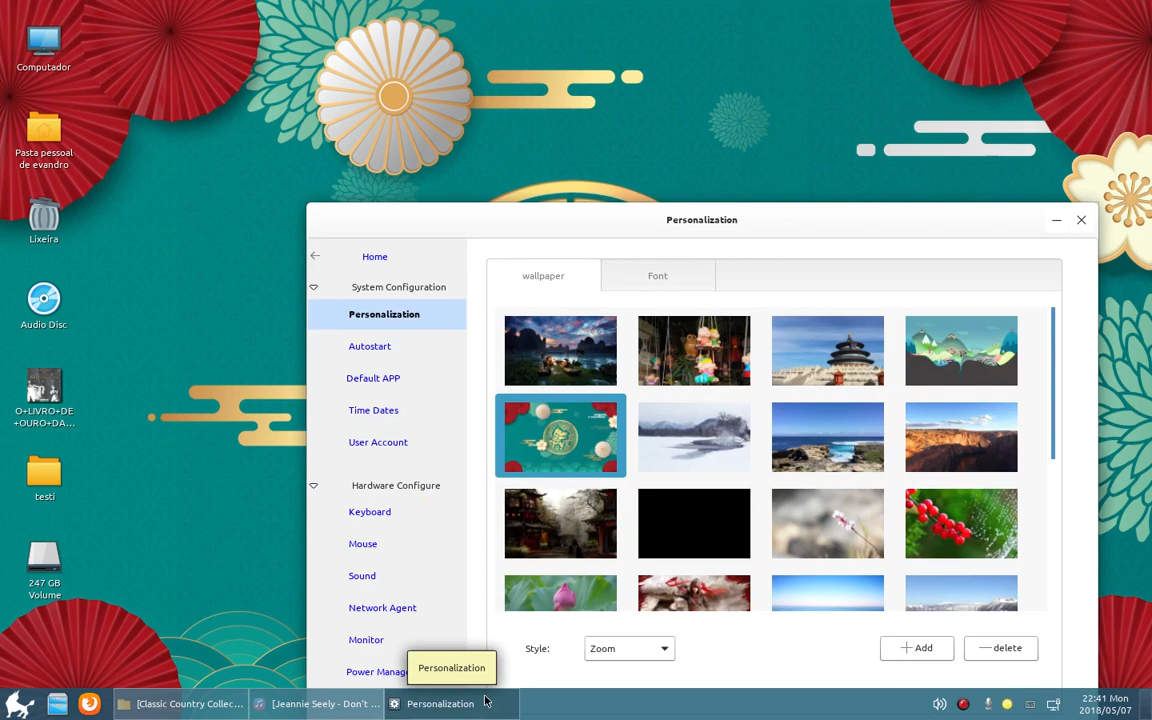 Computador
Pasta pessoal
de evandro
Lixeira
Audio Disc
O+LIVRO+DE
+OURO+DA...
testi
247 GB
Volume
Personalization
Home
System Configuration
Personalization
Autostart
Default APP
Time Dates
User Account
Hardware Configure
Keyboard
Mouse
Sound
Network Agent
Monitor
Power Manag
wallpaper
Font
Style:
Zoom
Add
delete
Personalization
[Classic Country Collec...
[Jeannie Seely - Don't ...
Personalization
22:41 Mon
2018/05/07